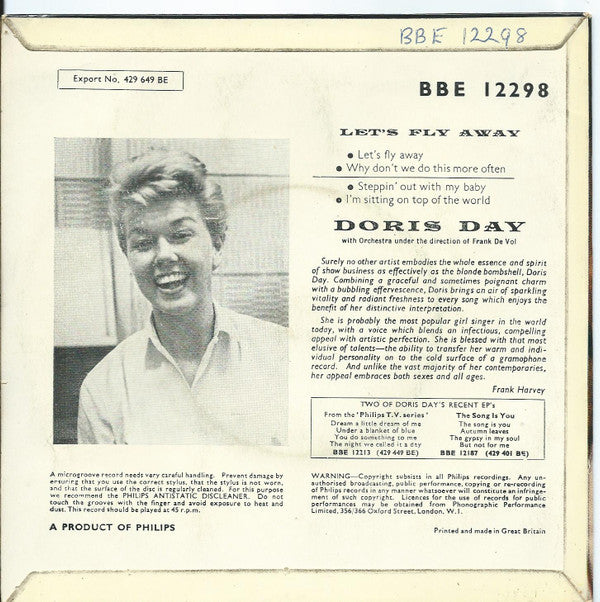 BBE 12298
Export No. 429 649 BE
BBE 12298
LET'S FLY AWAY
● Let's fly away
● Why don't we do this more often
● Steppin' out with my baby
● I'm sitting on top of the world
DORIS DAY
with Orchestra under the direction of Frank De Vol
Surely no other artist embodies the whole essence and spirit
of show business as effectively as the blonde bombshell, Doris
Day. Combining a graceful and sometimes poignant charm
with a bubbling effervescence, Doris brings an air of sparkling
vitality and radiant freshness to every song which enjoys the
benefit of her distinctive interpretation.
She is probably the most popular girl singer in the world
today, with a voice which blends an infectious, compelling
appeal with artistic perfection. She is blessed with that most
elusive of talents—the ability to transfer her warm and indi-
vidual personality on to the cold surface of a gramophone
record. And unlike the vast majority of her contemporaries,
her appeal embraces both sexes and all ages.
Frank Harvey
TWO OF DORIS DAY'S RECENT EP's
From the 'Philips T.V. series'
Dream a little dream of me
Under a blanket of blue
You do something to me
The night we called it a day
BBE 12213 (429 449 BE)
The Song Is You
The song is you
Autumn leaves
The gypsy in my soul
But not for me
BBE 12187 (429 401 BE)
A microgroove record needs very careful handling. Prevent damage by
ensuring that you use the correct stylus, that the stylus is not worn,
and that the surface of the disc is regularly cleaned. For this purpose
we recommend the PHILIPS ANTISTATIC DISCLEANER. Do not
touch the grooves with the finger and avoid exposure to heat and
dust. This record should be played at 45 r.p.m.
A PRODUCT OF PHILIPS
WARNING—Copyright subsists in all Philips recordings. Any un-
authorised broadcasting, public performance, copying or re-recording
of Philips records in any manner whatsoever will constitute an infringe-
ment of such copyright. Licences for the use of records for public
performances may be obtained from Phonographic Performance
Limited, 356/366 Oxford Street, London, W.1.
Printed and made in Great Britain